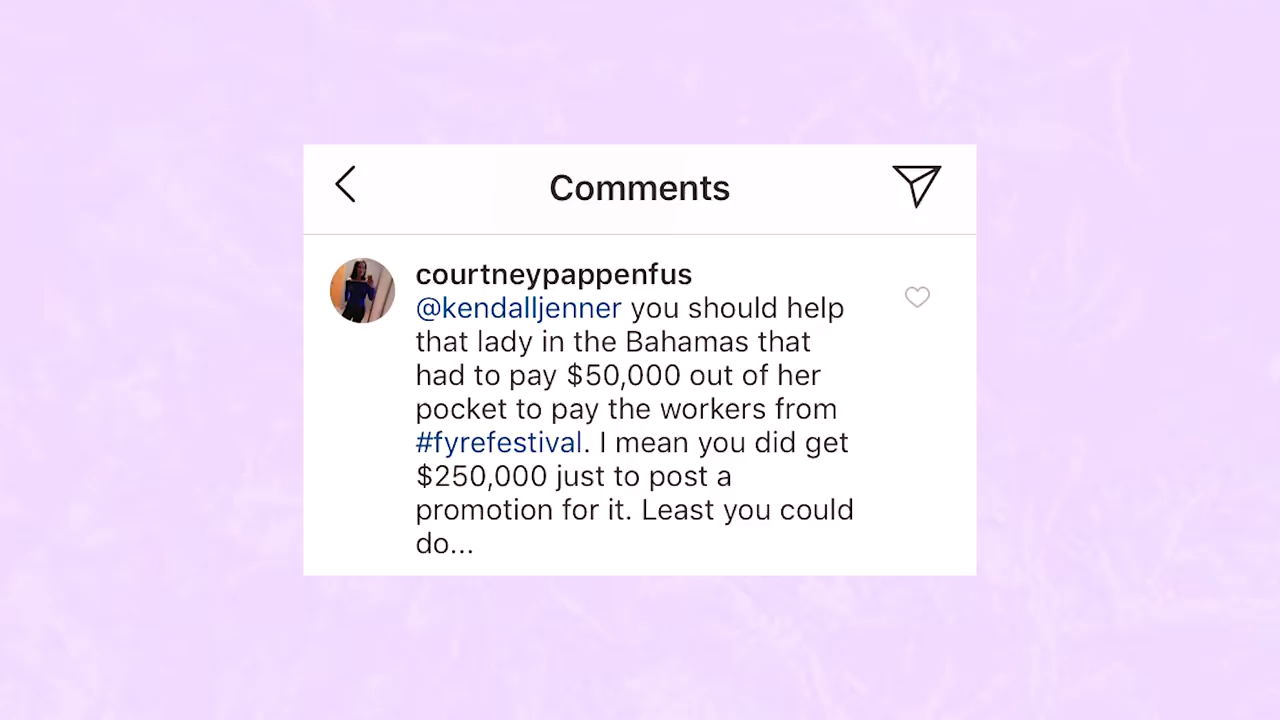 Comments
courtneypappenfus
@kendalljenner you should help
that lady in the Bahamas that
had to pay $50,000 out of her
pocket to pay the workers from
#fyrefestival. I mean you did get
$250,000 just to post a
promotion for it. Least you could
do...